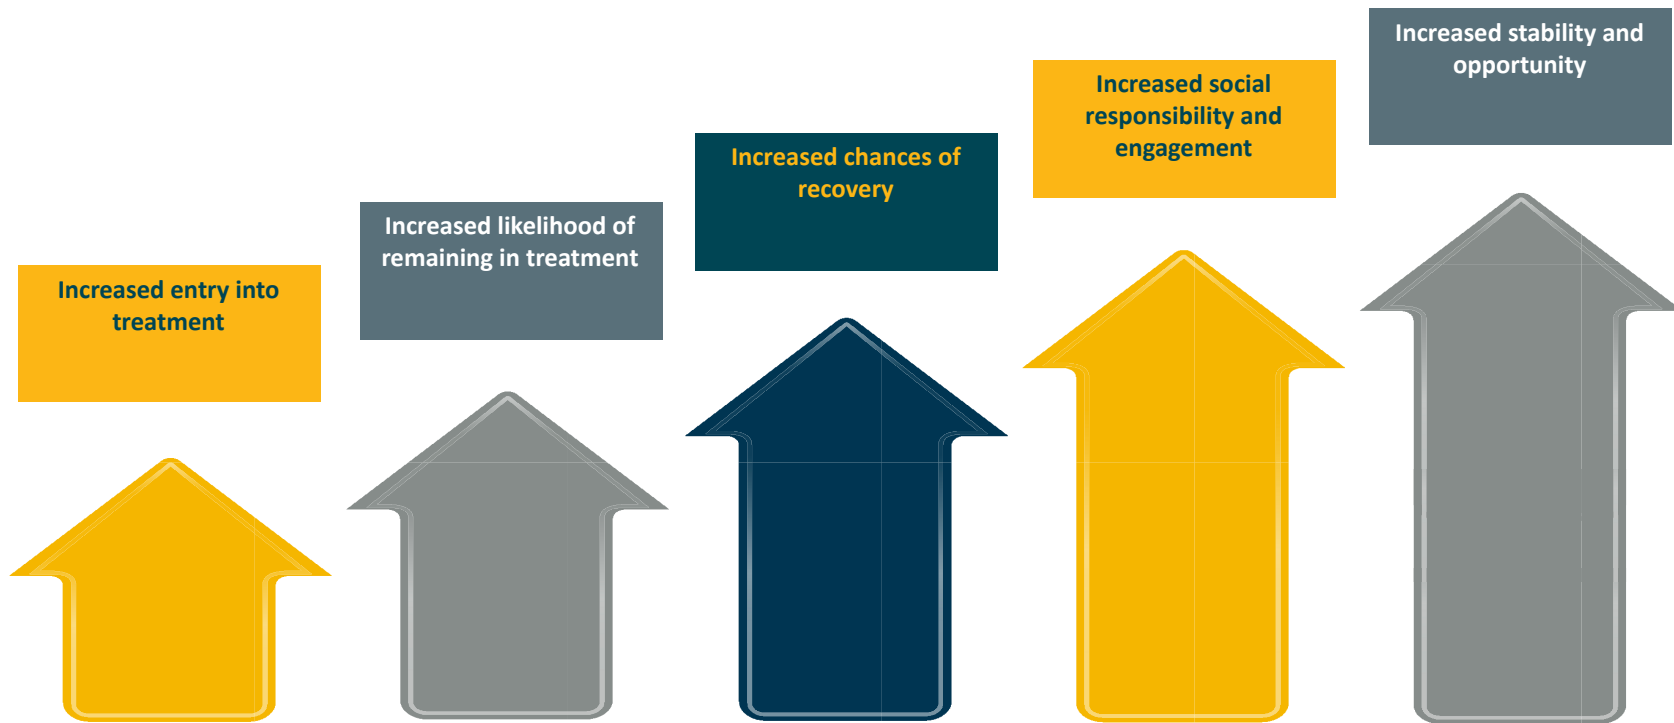 Increased entry into
treatment
Increased likelihood of
remaining in treatment
Increased chances of
recovery
Increased social
responsibility and
engagement
Increased stability and
opportunity